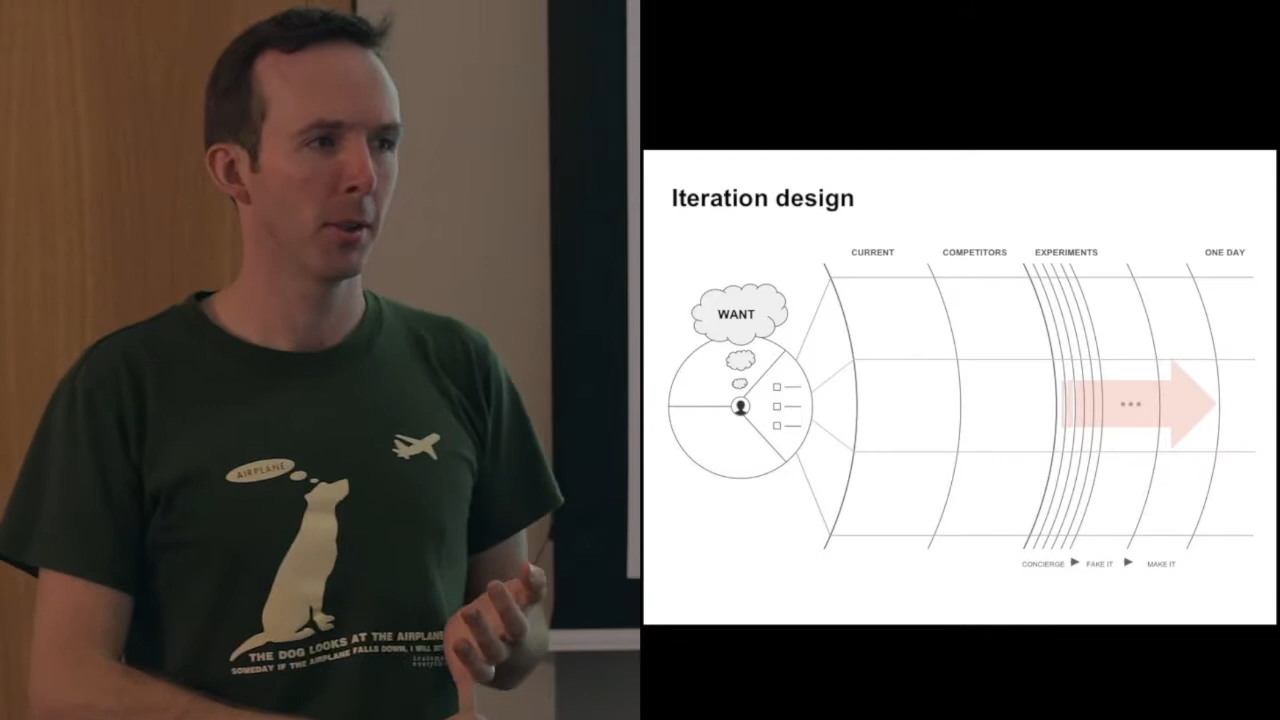 AIRPLANE
THE DOG LOOKS AT THE AIRPLANE
SOMEDAY IF THE AIRPLANE FALLS DOWN, I WILL
Iteration design
CURRENT COMPETITORS EXPERIMENTS ONE DAY
WANT
CONCIERGE FAKE IT MAKE IT